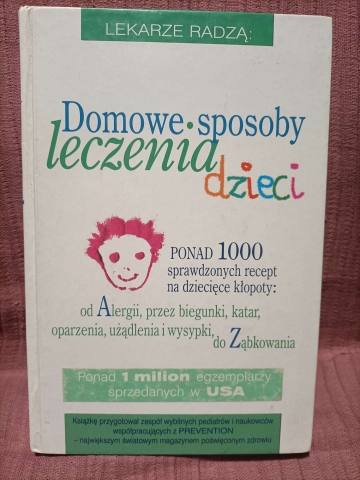 LEKARZE RADZĄ:
Domowe sposoby
leczenia
dzieci
PONAD 1000
sprawdzonych recept
na dziecięce kłopoty:
od Alergii, przez biegunki, katar,
oparzenia, użądlenia i wysypki,
do Ząbkowania
Ponad 1 milion egzemplarzy
sprzedanych w USA
Książkę przygotował zespół wybitnych pediatrów i naukowców
współpracujących z PREVENTION
– największym światowym magazynem poświęconym zdrowiu